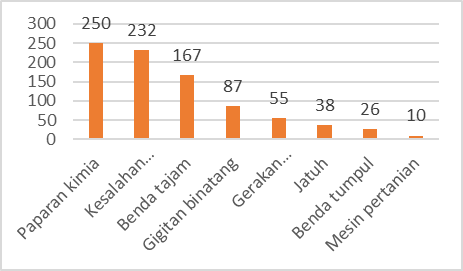 300
250
200
150
100
50
0
250
232
167
87
55
38
26
10
Paparan kimia
Kesalahan...
Benda tajam
Gigitan binatang
Gerakan...
Jatuh
Benda tumpul
Mesin pertanian